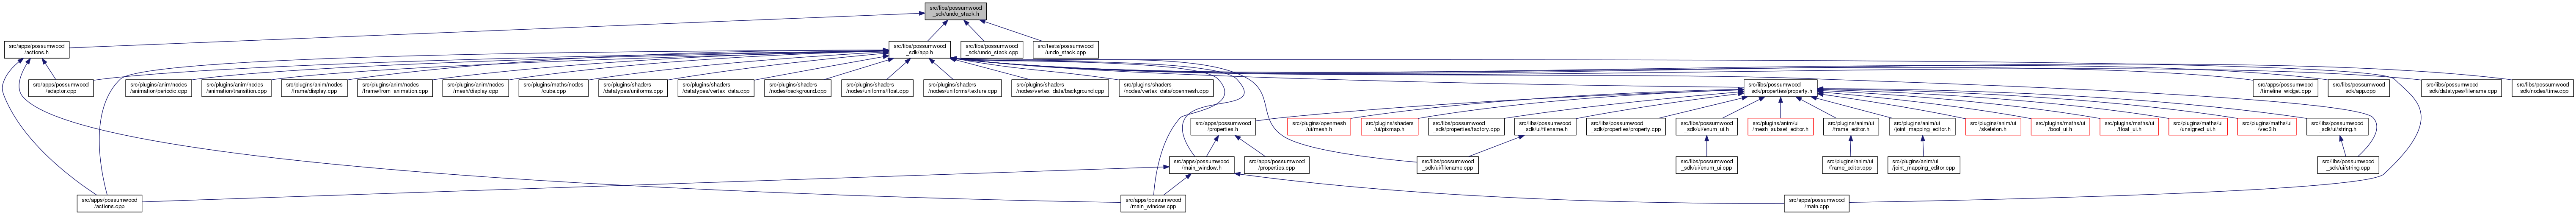 src/libs/possumwood
_sdk/undo_stack.h
src/apps/possumwood
/actions.h
src/libs/possumwood
_sdk/app.h
src/libs/possumwood
_sdk/undo_stack.cpp
src/tests/possumwood
/undo_stack.cpp
src/apps/possumwood
/adaptor.cpp
src/plugins/anim/nodes
/animation/periodic.cpp
src/plugins/anim/nodes
/animation/transition.cpp
src/plugins/anim/nodes
/frame/display.cpp
src/plugins/anim/nodes
/frame/from_animation.cpp
src/plugins/anim/nodes
/mesh/display.cpp
src/plugins/maths/nodes
/cube.cpp
src/plugins/shaders
/datatypes/uniforms.cpp
src/plugins/shaders
/datatypes/vertex_data.cpp
src/plugins/shaders
/nodes/background.cpp
src/plugins/shaders
/nodes/uniforms/float.cpp
src/plugins/shaders
/nodes/uniforms/texture.cpp
src/plugins/shaders
/nodes/vertex_data/background.cpp
src/plugins/shaders
/nodes/vertex_data/openmesh.cpp
src/libs/possumwood
_sdk/properties/property.h
src/apps/possumwood
/timeline_widget.cpp
src/libs/possumwood
_sdk/app.cpp
src/libs/possumwood
_sdk/datatypes/filename.cpp
src/libs/possumwood
_sdk/nodes/time.cpp
src/apps/possumwood
/properties.h
src/plugins/openmesh
/ui/mesh.h
src/plugins/shaders
/ui/pixmap.h
src/libs/possumwood
_sdk/properties/factory.cpp
src/libs/possumwood
_sdk/ui/filename.h
src/libs/possumwood
_sdk/properties/property.cpp
src/libs/possumwood
_sdk/ui/enum_ui.h
src/plugins/anim/ui
/mesh_subset_editor.h
src/plugins/anim/ui
/frame_editor.h
src/plugins/anim/ui
/joint_mapping_editor.h
src/plugins/anim/ui
/skeleton.h
src/plugins/maths/ui
/bool_ui.h
src/plugins/maths/ui
/float_ui.h
src/plugins/maths/ui
/unsigned_ui.h
src/plugins/maths/ui
/vec3.h
src/libs/possumwood
_sdk/ui/string.h
src/apps/possumwood
/main_window.h
src/apps/possumwood
/properties.cpp
src/libs/possumwood
_sdk/ui/filename.cpp
src/libs/possumwood
_sdk/ui/enum_ui.cpp
src/plugins/anim/ui
/frame_editor.cpp
src/plugins/anim/ui
/joint_mapping_editor.cpp
src/libs/possumwood
_sdk/ui/string.cpp
src/apps/possumwood
/actions.cpp
src/apps/possumwood
/main_window.cpp
src/apps/possumwood
/main.cpp